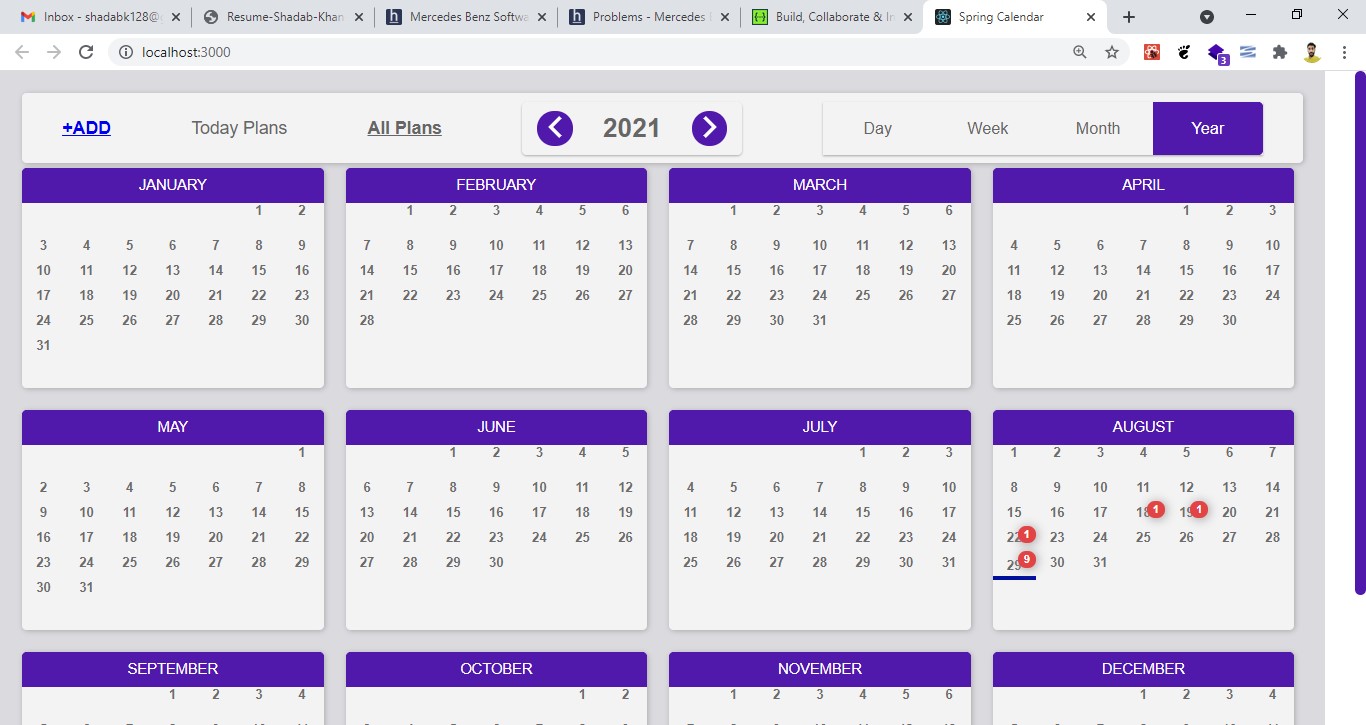 Inbox - shadabk128@ Resume-Shadab-Khan Mercedes Benz Softwa Problems - Mercedes Build, Collaborate & In Spring Calendar
localhost:3000 3
+ADD Today Plans All Plans 2021 Day Week Month Year
JANUARY FEBRUARY MARCH APRIL
1 2 1 2 3 4 5 6 1 2 3 4 5 6 1 2 3
3 4 5 6 7 8 9 7 8 9 10 11 12 13 7 8 9 10 11 12 13 4 5 6 7 8 9 10
10 11 12 13 14 15 16 14 15 16 17 18 19 20 14 15 16 17 18 19 20 11 12 13 14 15 16 17
17 18 19 20 21 22 23 21 22 23 24 25 26 27 21 22 23 24 25 26 27 18 19 20 21 22 23 24
24 25 26 27 28 29 30 28 28 29 30 31 25 26 27 28 29 30
31
MAY JUNE JULY AUGUST
1 1 2 3 4 5 1 2 3 1 2 3 4 5 6 7
2 3 4 5 6 7 8 6 7 8 9 10 11 12 4 5 6 7 8 9 10 8 9 10 11 12 13 14
9 10 11 12 13 14 15 13 14 15 16 17 18 19 11 12 13 14 15 16 17 15 16 17 18 1 19 1 20 21
16 17 18 19 20 21 22 20 21 22 23 24 25 26 18 19 20 21 22 23 24 22 1 23 24 25 26 27 28
23 24 25 26 27 28 29 27 28 29 30 25 26 27 28 29 30 31 29 9 30 31
30 31
SEPTEMBER OCTOBER NOVEMBER DECEMBER
1 2 3 4 1 2 1 2 3 4 5 6 1 2 3 4